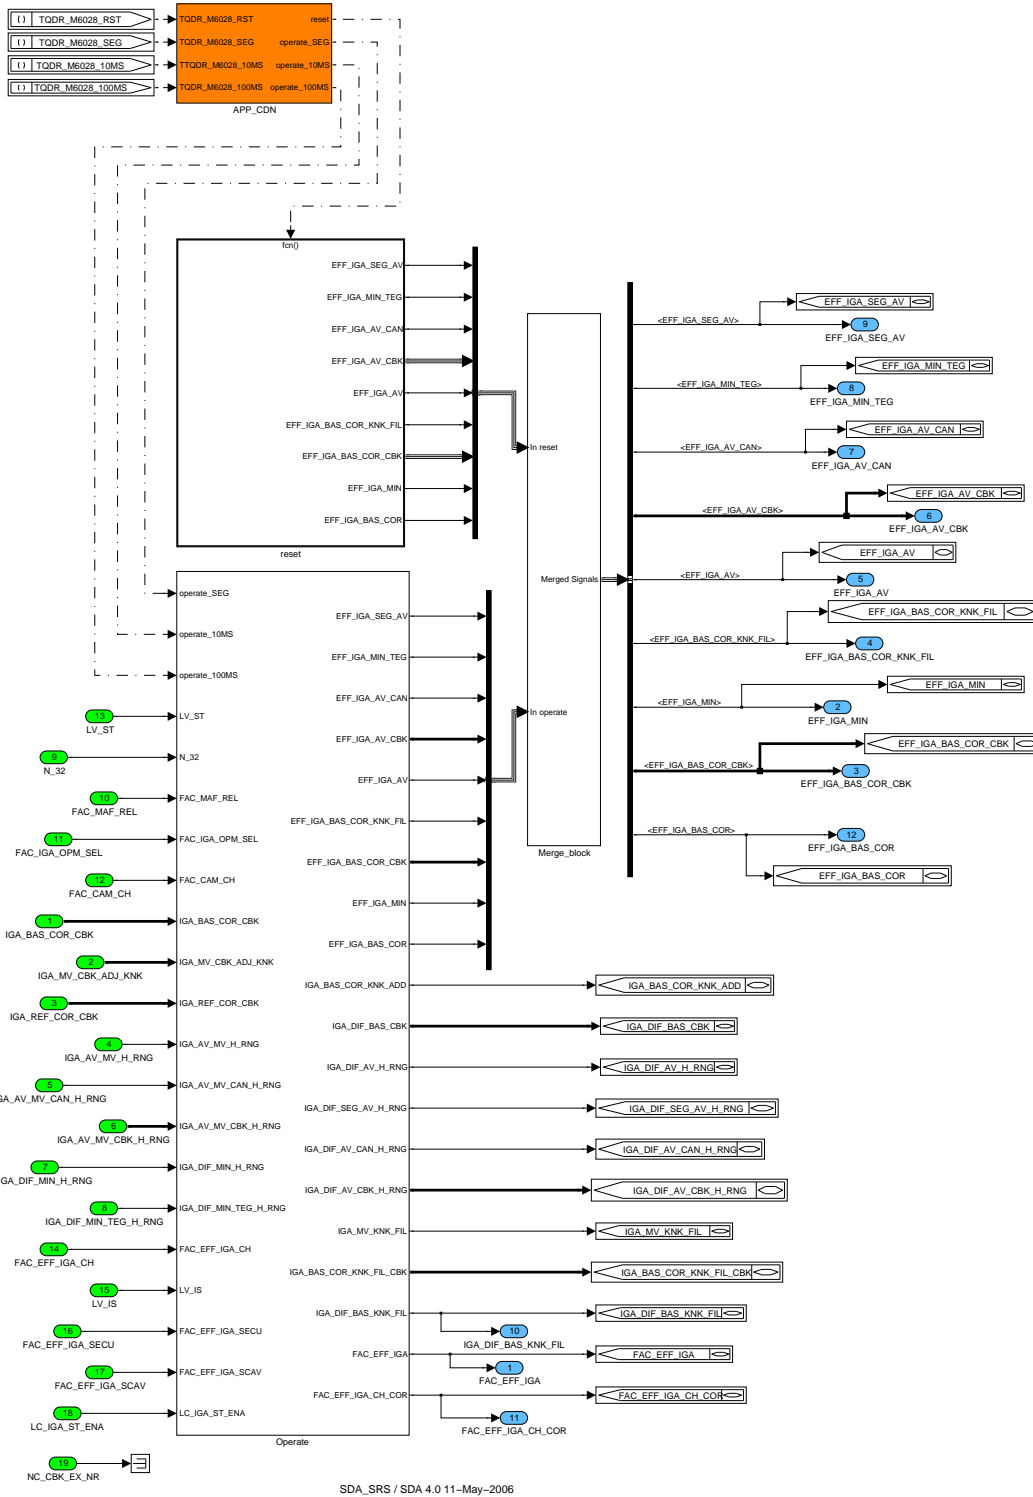 ( ) TQDR_M6028_RST
( ) TQDR_M6028_SEG
( ) TQDR_M6028_10MS
( ) TQDR_M6028_100MS
TQDR_M6028_RST reset
TQDR_M6028_SEG operate_SEG
TTQDR_M6028_10MS operate_10MS
TQDR_M6028_100MS operate_100MS
APP_CDN
fcn()
EFF_IGA_SEG_AV
EFF_IGA_MIN_TEG
EFF_IGA_AV_CAN
EFF_IGA_AV_CBK
EFF_IGA_AV
EFF_IGA_BAS_COR_KNK_FIL
EFF_IGA_BAS_COR_CBK
EFF_IGA_MIN
EFF_IGA_BAS_COR
reset
In reset
Merged Signals
In operate
Merge_block
<EFF_IGA_SEG_AV>
EFF_IGA_SEG_AV
9
EFF_IGA_SEG_AV
<EFF_IGA_MIN_TEG>
EFF_IGA_MIN_TEG
8
EFF_IGA_MIN_TEG
<EFF_IGA_AV_CAN>
EFF_IGA_AV_CAN
7
EFF_IGA_AV_CAN
<EFF_IGA_AV_CBK>
EFF_IGA_AV_CBK
6
EFF_IGA_AV_CBK
<EFF_IGA_AV>
EFF_IGA_AV
5
EFF_IGA_AV
<EFF_IGA_BAS_COR_KNK_FIL>
EFF_IGA_BAS_COR_KNK_FIL
4
EFF_IGA_BAS_COR_KNK_FIL
<EFF_IGA_MIN>
EFF_IGA_MIN
2
EFF_IGA_MIN
<EFF_IGA_BAS_COR_CBK>
EFF_IGA_BAS_COR_CBK
3
EFF_IGA_BAS_COR_CBK
<EFF_IGA_BAS_COR>
12
EFF_IGA_BAS_COR
EFF_IGA_BAS_COR
operate_SEG
operate_10MS
operate_100MS
13
LV_ST
LV_ST
9
N_32
N_32
10
FAC_MAF_REL
FAC_MAF_REL
11
FAC_IGA_OPM_SEL
FAC_IGA_OPM_SEL
12
FAC_CAM_CH
FAC_CAM_CH
1
IGA_BAS_COR_CBK
IGA_BAS_COR_CBK
2
IGA_MV_CBK_ADJ_KNK
IGA_MV_CBK_ADJ_KNK
3
IGA_REF_COR_CBK
IGA_REF_COR_CBK
4
IGA_AV_MV_H_RNG
IGA_AV_MV_H_RNG
5
GA_AV_MV_CAN_H_RNG
IGA_AV_MV_CAN_H_RNG
6
IGA_AV_MV_CBK_H_RNG
IGA_AV_MV_CBK_H_RNG
7
GA_DIF_MIN_H_RNG
IGA_DIF_MIN_H_RNG
8
IGA_DIF_MIN_TEG_H_RNG
IGA_DIF_MIN_TEG_H_RNG
14
FAC_EFF_IGA_CH
FAC_EFF_IGA_CH
15
LV_IS
LV_IS
16
FAC_EFF_IGA_SECU
FAC_EFF_IGA_SECU
17
FAC_EFF_IGA_SCAV
FAC_EFF_IGA_SCAV
18
LC_IGA_ST_ENA
LC_IGA_ST_ENA
19
NC_CBK_EX_NR
EFF_IGA_SEG_AV
EFF_IGA_MIN_TEG
EFF_IGA_AV_CAN
EFF_IGA_AV_CBK
EFF_IGA_AV
EFF_IGA_BAS_COR_KNK_FIL
EFF_IGA_BAS_COR_CBK
EFF_IGA_MIN
EFF_IGA_BAS_COR
IGA_BAS_COR_KNK_ADD
IGA_BAS_COR_KNK_ADD
IGA_DIF_BAS_CBK
IGA_DIF_BAS_CBK
IGA_DIF_AV_H_RNG
IGA_DIF_AV_H_RNG
IGA_DIF_SEG_AV_H_RNG
IGA_DIF_SEG_AV_H_RNG
IGA_DIF_AV_CAN_H_RNG
IGA_DIF_AV_CAN_H_RNG
IGA_DIF_AV_CBK_H_RNG
IGA_DIF_AV_CBK_H_RNG
IGA_MV_KNK_FIL
IGA_MV_KNK_FIL
IGA_BAS_COR_KNK_FIL_CBK
IGA_BAS_COR_KNK_FIL_CBK
IGA_DIF_BAS_KNK_FIL
IGA_DIF_BAS_KNK_FIL
10
IGA_DIF_BAS_KNK_FIL
FAC_EFF_IGA
FAC_EFF_IGA
1
FAC_EFF_IGA
FAC_EFF_IGA_CH_COR
FAC_EFF_IGA_CH_COR
11
FAC_EFF_IGA_CH_COR
Operate
SDA_SRS / SDA 4.0 11-May-2006